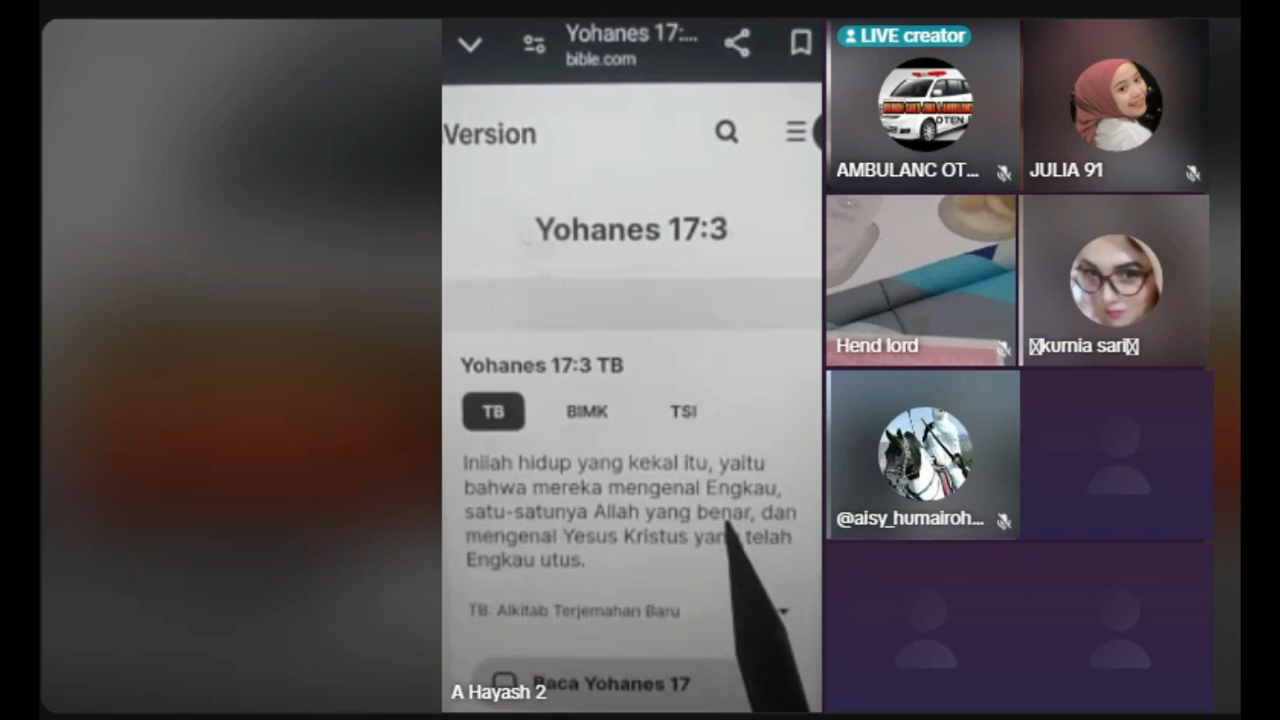 Yohanes 17:...
bible.com
Version
Yohanes 17:3
Yohanes 17:3 TB
TB BIMK TSI
Inilah hidup yang kekal itu, yaitu
bahwa mereka mengenal Engkau,
satu-satunya Allah yang benar, dan
mengenal Yesus Kristus yang telah
Engkau utus.
TB: Alkitab Terjemahan Baru
Baca Yohanes 17
A Hayash 2
LIVE creator
OTEN
AMBULANC OT...
JULIA 91
Hend lord
kurnia sari
@aisy_humairoh...